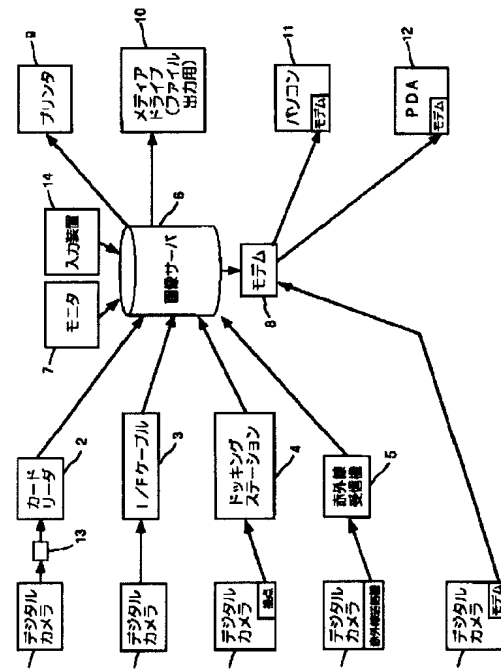 9
プリンタ
10
メディア
ドライブ
(ファイル
出力用)
11
パソコン
モデム
12
PDA
モデム
14
入力装置
7
モニタ
6
画像サーバ
モデム
8
2
カード
リーダ
13
3
I/Fケーブル
4
ドッキング
ステーション
5
赤外線
受信機
デジタル
カメラ
デジタル
カメラ
デジタル
カメラ
接点
デジタル
カメラ
赤外線送信機
デジタル
カメラ
モデム